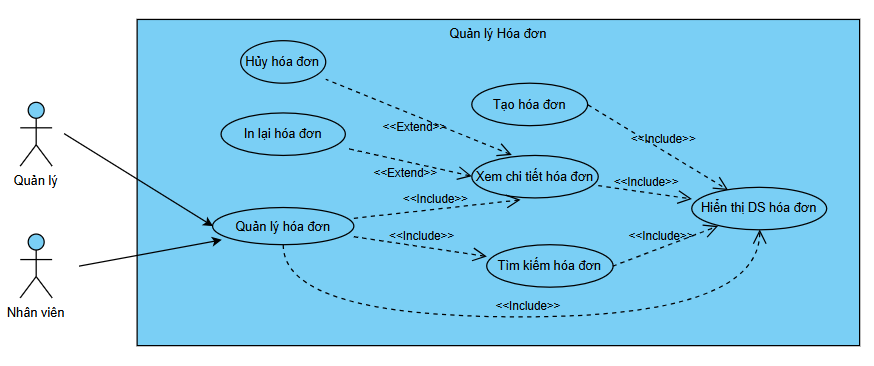 Quản lý Hóa đơn
Hủy hóa đơn
Tạo hóa đơn
In lại hóa đơn
<<Extend>>
<<Include>>
Quản lý
<<Extend>>
Xem chi tiết hóa đơn
<<Include>>
<<Include>>
Hiển thị DS hóa đơn
Quản lý hóa đơn
<<Include>>
<<Include>>
Tìm kiếm hóa đơn
Nhân viên
<<Include>>